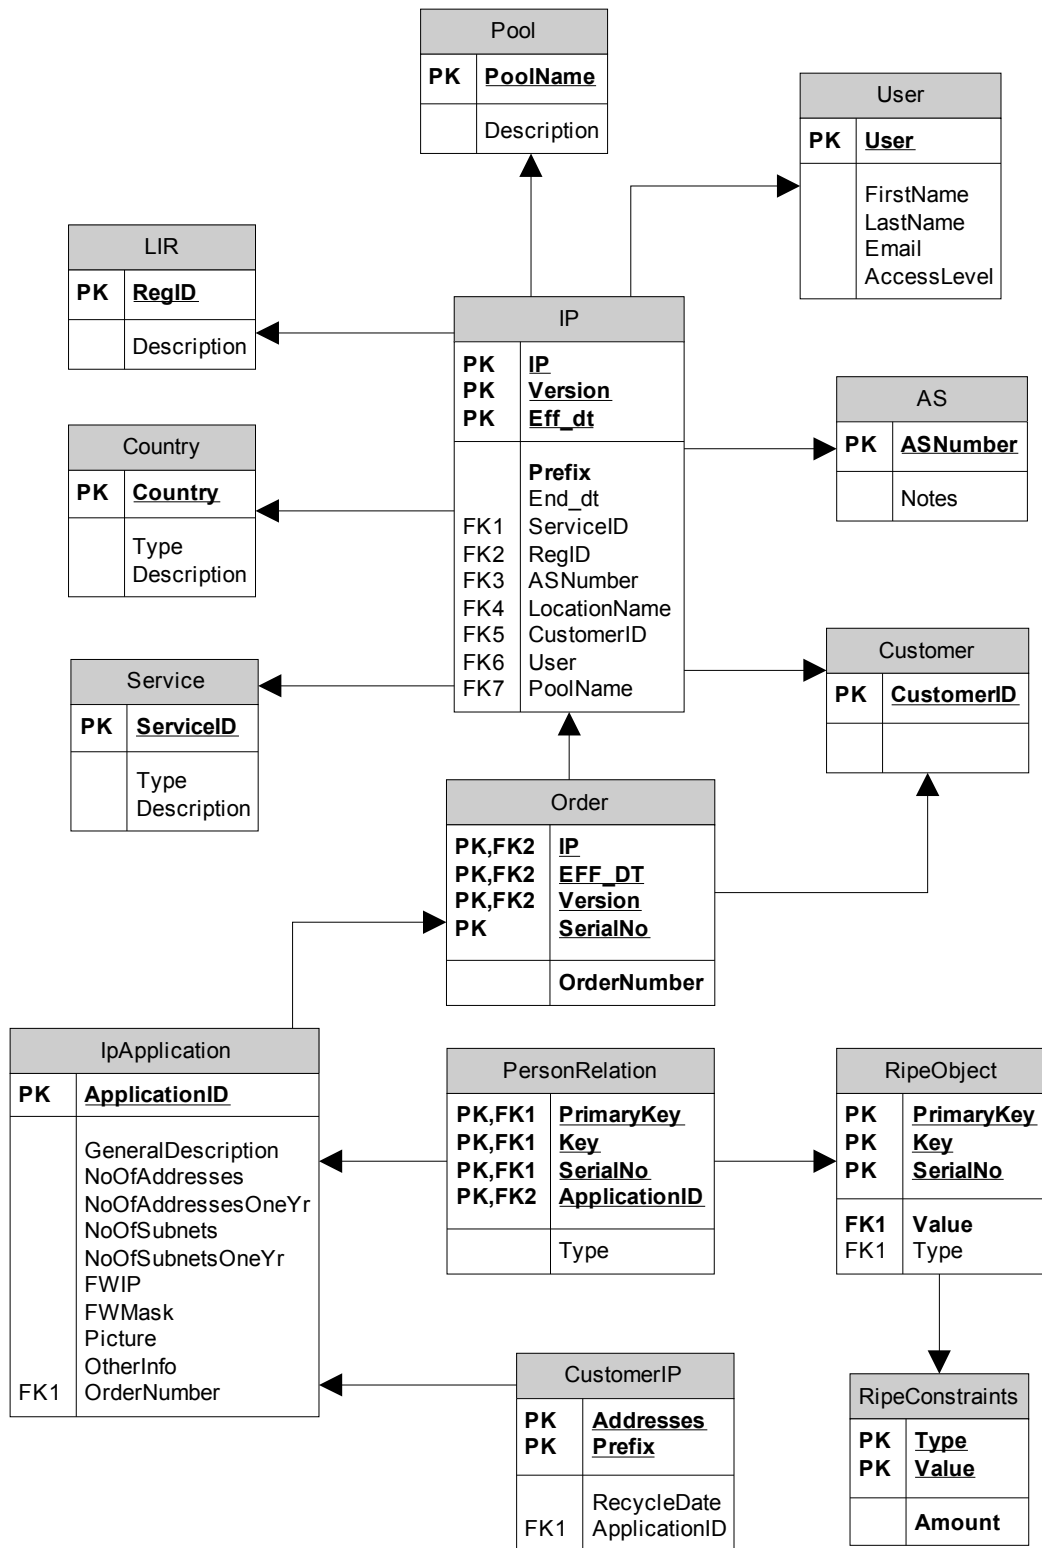 Pool
PK PoolName
Description
User
PK User
FirstName
LastName
Email
AccessLevel
LIR
PK RegID
Description
IP
PK IP
PK Version
PK Eff_dt
Prefix
End_dt
FK1 ServiceID
FK2 RegID
FK3 ASNumber
FK4 LocationName
FK5 CustomerID
FK6 User
FK7 PoolName
AS
PK ASNumber
Notes
Country
PK Country
Type
Description
Customer
PK CustomerID
Service
PK ServiceID
Type
Description
Order
PK,FK2 IP
PK,FK2 EFF_DT
PK,FK2 Version
PK SerialNo
OrderNumber
IpApplication
PK ApplicationID
GeneralDescription
NoOfAddresses
NoOfAddressesOneYr
NoOfSubnets
NoOfSubnetsOneYr
FWIP
FWMask
Picture
OtherInfo
FK1 OrderNumber
PersonRelation
PK,FK1 PrimaryKey
PK,FK1 Key
PK,FK1 SerialNo
PK,FK2 ApplicationID
Type
RipeObject
PK PrimaryKey
PK Key
PK SerialNo
FK1 Value
FK1 Type
CustomerIP
PK Addresses
PK Prefix
RecycleDate
FK1 ApplicationID
RipeConstraints
PK Type
PK Value
Amount